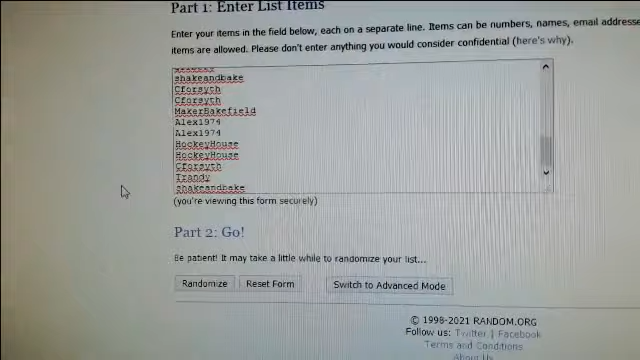 Part 1: Enter List Items
Enter your items in the field below, each on a separate line. Items can be numbers, names, email addresse
items are allowed. Please don't enter anything you would consider confidential (here's why).
shakeandbake
Cforsyth
Cforsyth
MakerBakefield
Alex1974
Alex1974
HockeyHouse
HockeyHouse
Cforsyth
Trandy
shakeandbake
(you're viewing this form securely)
Part 2: Go!
Be patient! It may take a little while to randomize your list...
Randomize Reset Form Switch to Advanced Mode
© 1998-2021 RANDOM.ORG
Follow us: Twitter | Facebook
Terms and Conditions
About Us